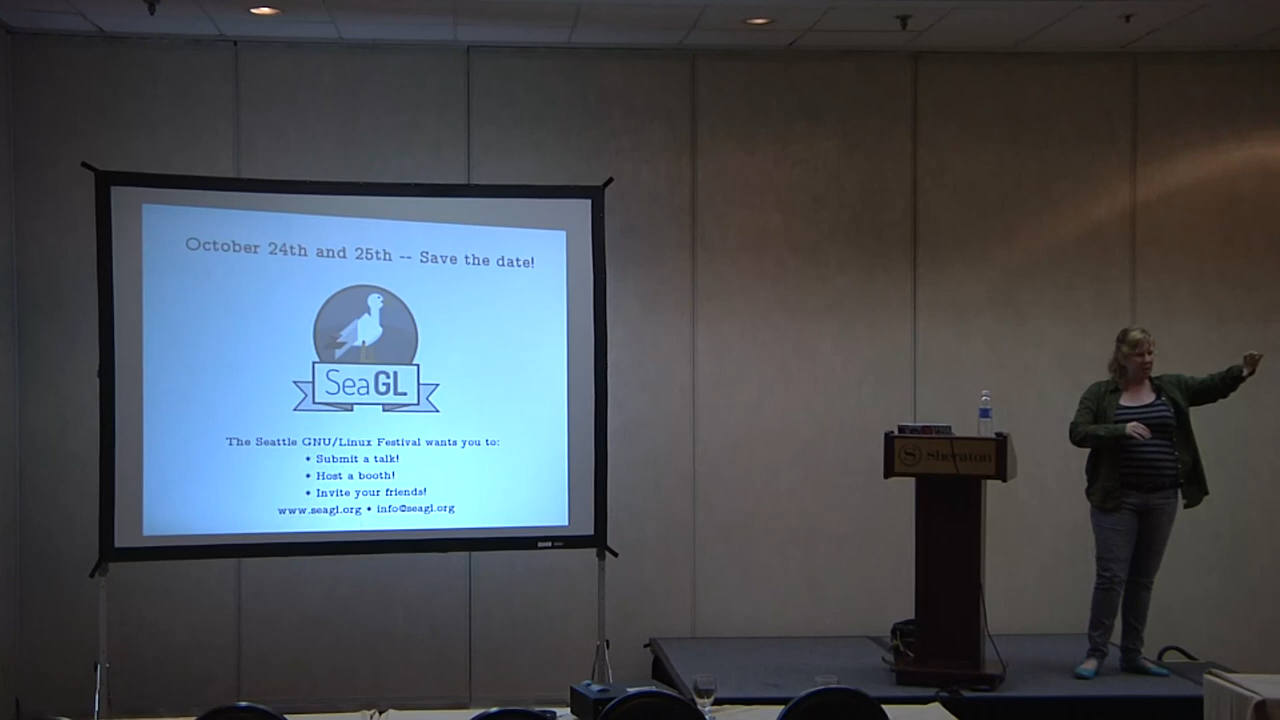 October 24th and 25th -- Save the date!
SeaGL
The Seattle GNU/Linux Festival wants you to:
• Submit a talk!
• Host a booth!
• Invite your friends!
www.seagl.org • info@seagl.org
S Sheraton